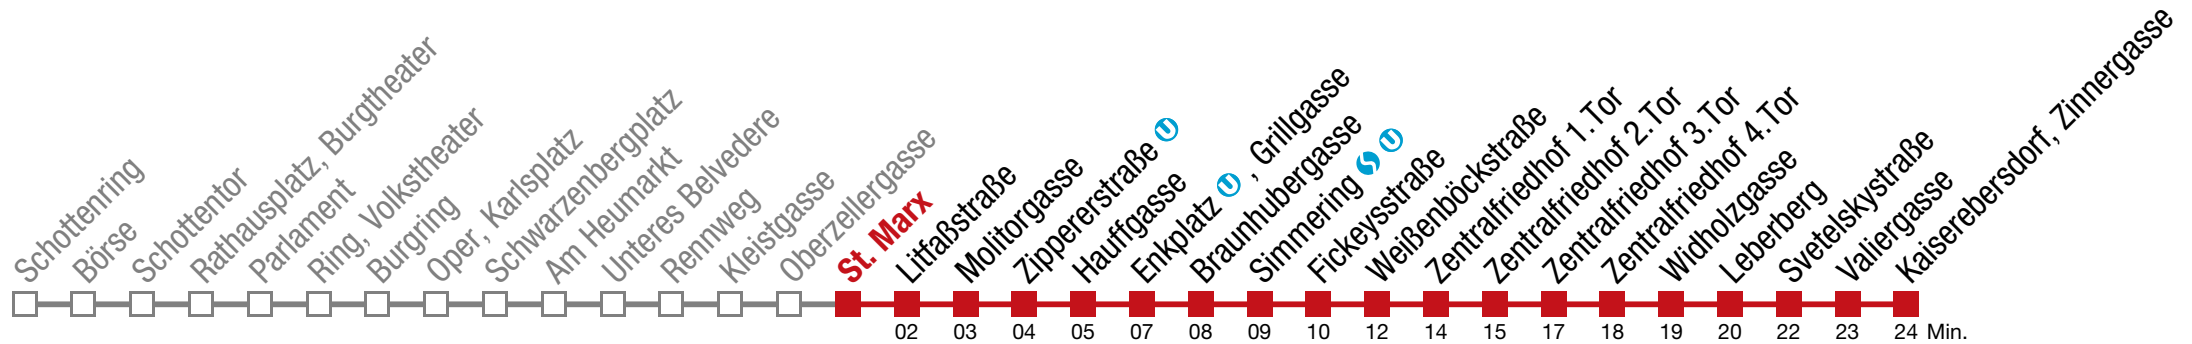 Schottenring
Börse
Schottentor
Rathausplatz, Burgtheater
Parlament
Ring, Volkstheater
Burgring
Oper, Karlsplatz
Schwarzenbergplatz
Am Heumarkt
Unteres Belvedere
Rennweg
Kleistgasse
Oberzellergasse
St. Marx
Litfaßstraße
Molitorgasse
Zippererstraße U
Hauffgasse
Enkplatz U, Grillgasse
Braunhubergasse
Simmering S U
Fickeysstraße
Weißenböckstraße
Zentralfriedhof 1.Tor
Zentralfriedhof 2.Tor
Zentralfriedhof 3.Tor
Zentralfriedhof 4.Tor
Widholzgasse
Leberberg
Svetelskystraße
Valiergasse
Kaiserebersdorf, Zinnergasse
02 03 04 05 07 08 09 10 12 14 15 17 18 19 20 22 23 24 Min.